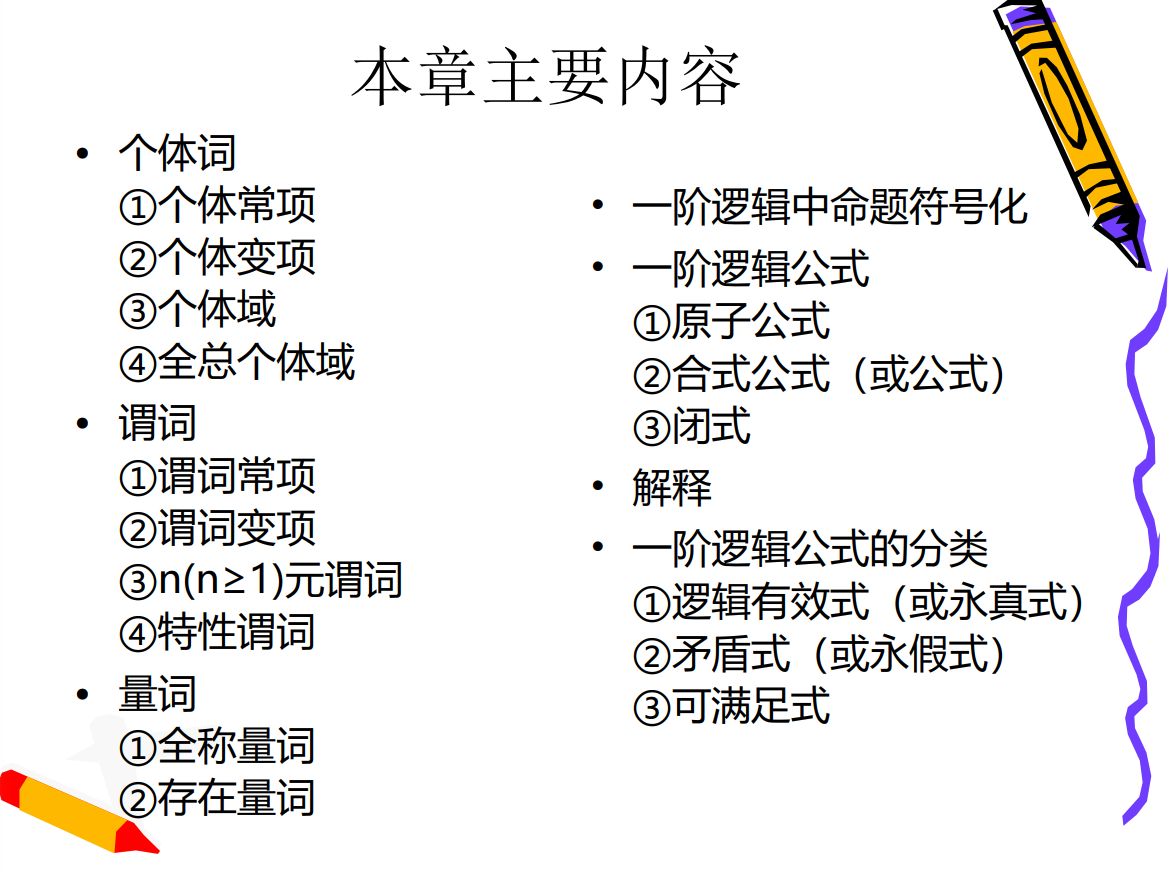 本章主要内容
• 个体词
①个体常项
②个体变项
③个体域
④全总个体域
• 谓词
①谓词常项
②谓词变项
③n(n≥1)元谓词
④特性谓词
• 量词
①全称量词
②存在量词
• 一阶逻辑中命题符号化
• 一阶逻辑公式
①原子公式
②合式公式（或公式）
③闭式
• 解释
• 一阶逻辑公式的分类
①逻辑有效式（或永真式）
②矛盾式（或永假式）
③可满足式